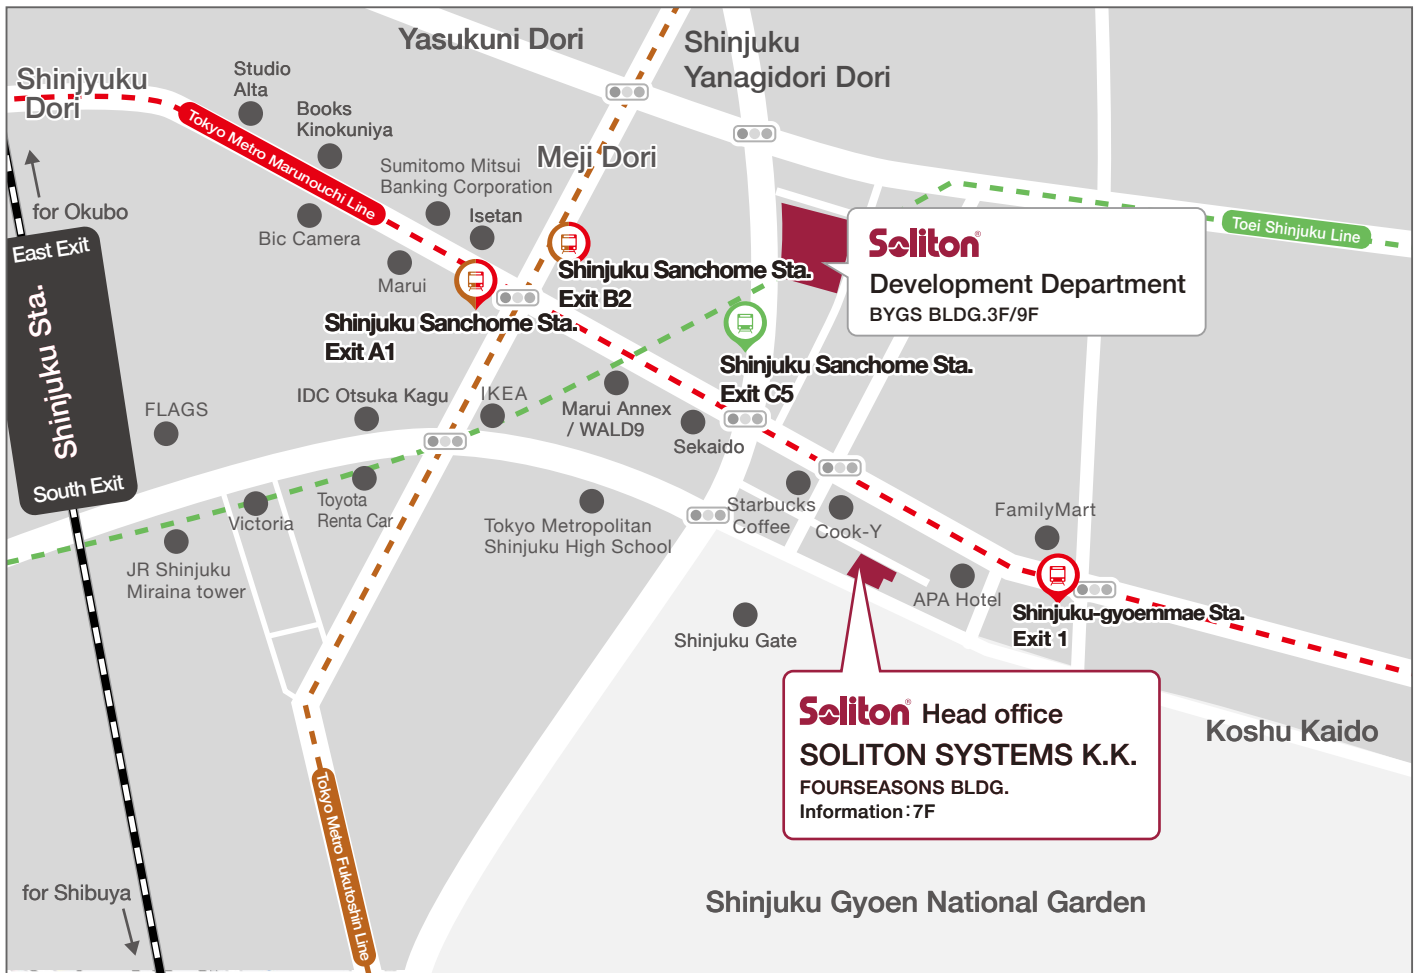 Yasukuni Dori
Shinjuku
Yanagidori Dori
Shinjyuku
Dori
Studio
Alta
Books
Kinokuniya
Tokyo Metro Marunouchi Line
Sumitomo Mitsui
Banking Corporation
Meji Dori
for Okubo
Bic Camera
Isetan
Marui
East Exit
Shinjuku Sta.
South Exit
Toei Shinjuku Line
Soliton®
Development Department
BYGS BLDG.3F/9F
Shinjuku Sanchome Sta.
Exit B2
Shinjuku Sanchome Sta.
Exit A1
Shinjuku Sanchome Sta.
Exit C5
FLAGS
IDC Otsuka Kagu
IKEA
Marui Annex
/ WALD9
Sekaido
Victoria
Toyota
Renta Car
Tokyo Metropolitan
Shinjuku High School
Starbucks
Coffee
Cook-Y
FamilyMart
JR Shinjuku
Miraina tower
APA Hotel
Shinjuku-gyoemmae Sta.
Exit 1
Shinjuku Gate
Soliton® Head office
SOLITON SYSTEMS K.K.
FOURSEASONS BLDG.
Information:7F
Koshu Kaido
Tokyo Metro Fukutoshin Line
for Shibuya
Shinjuku Gyoen National Garden